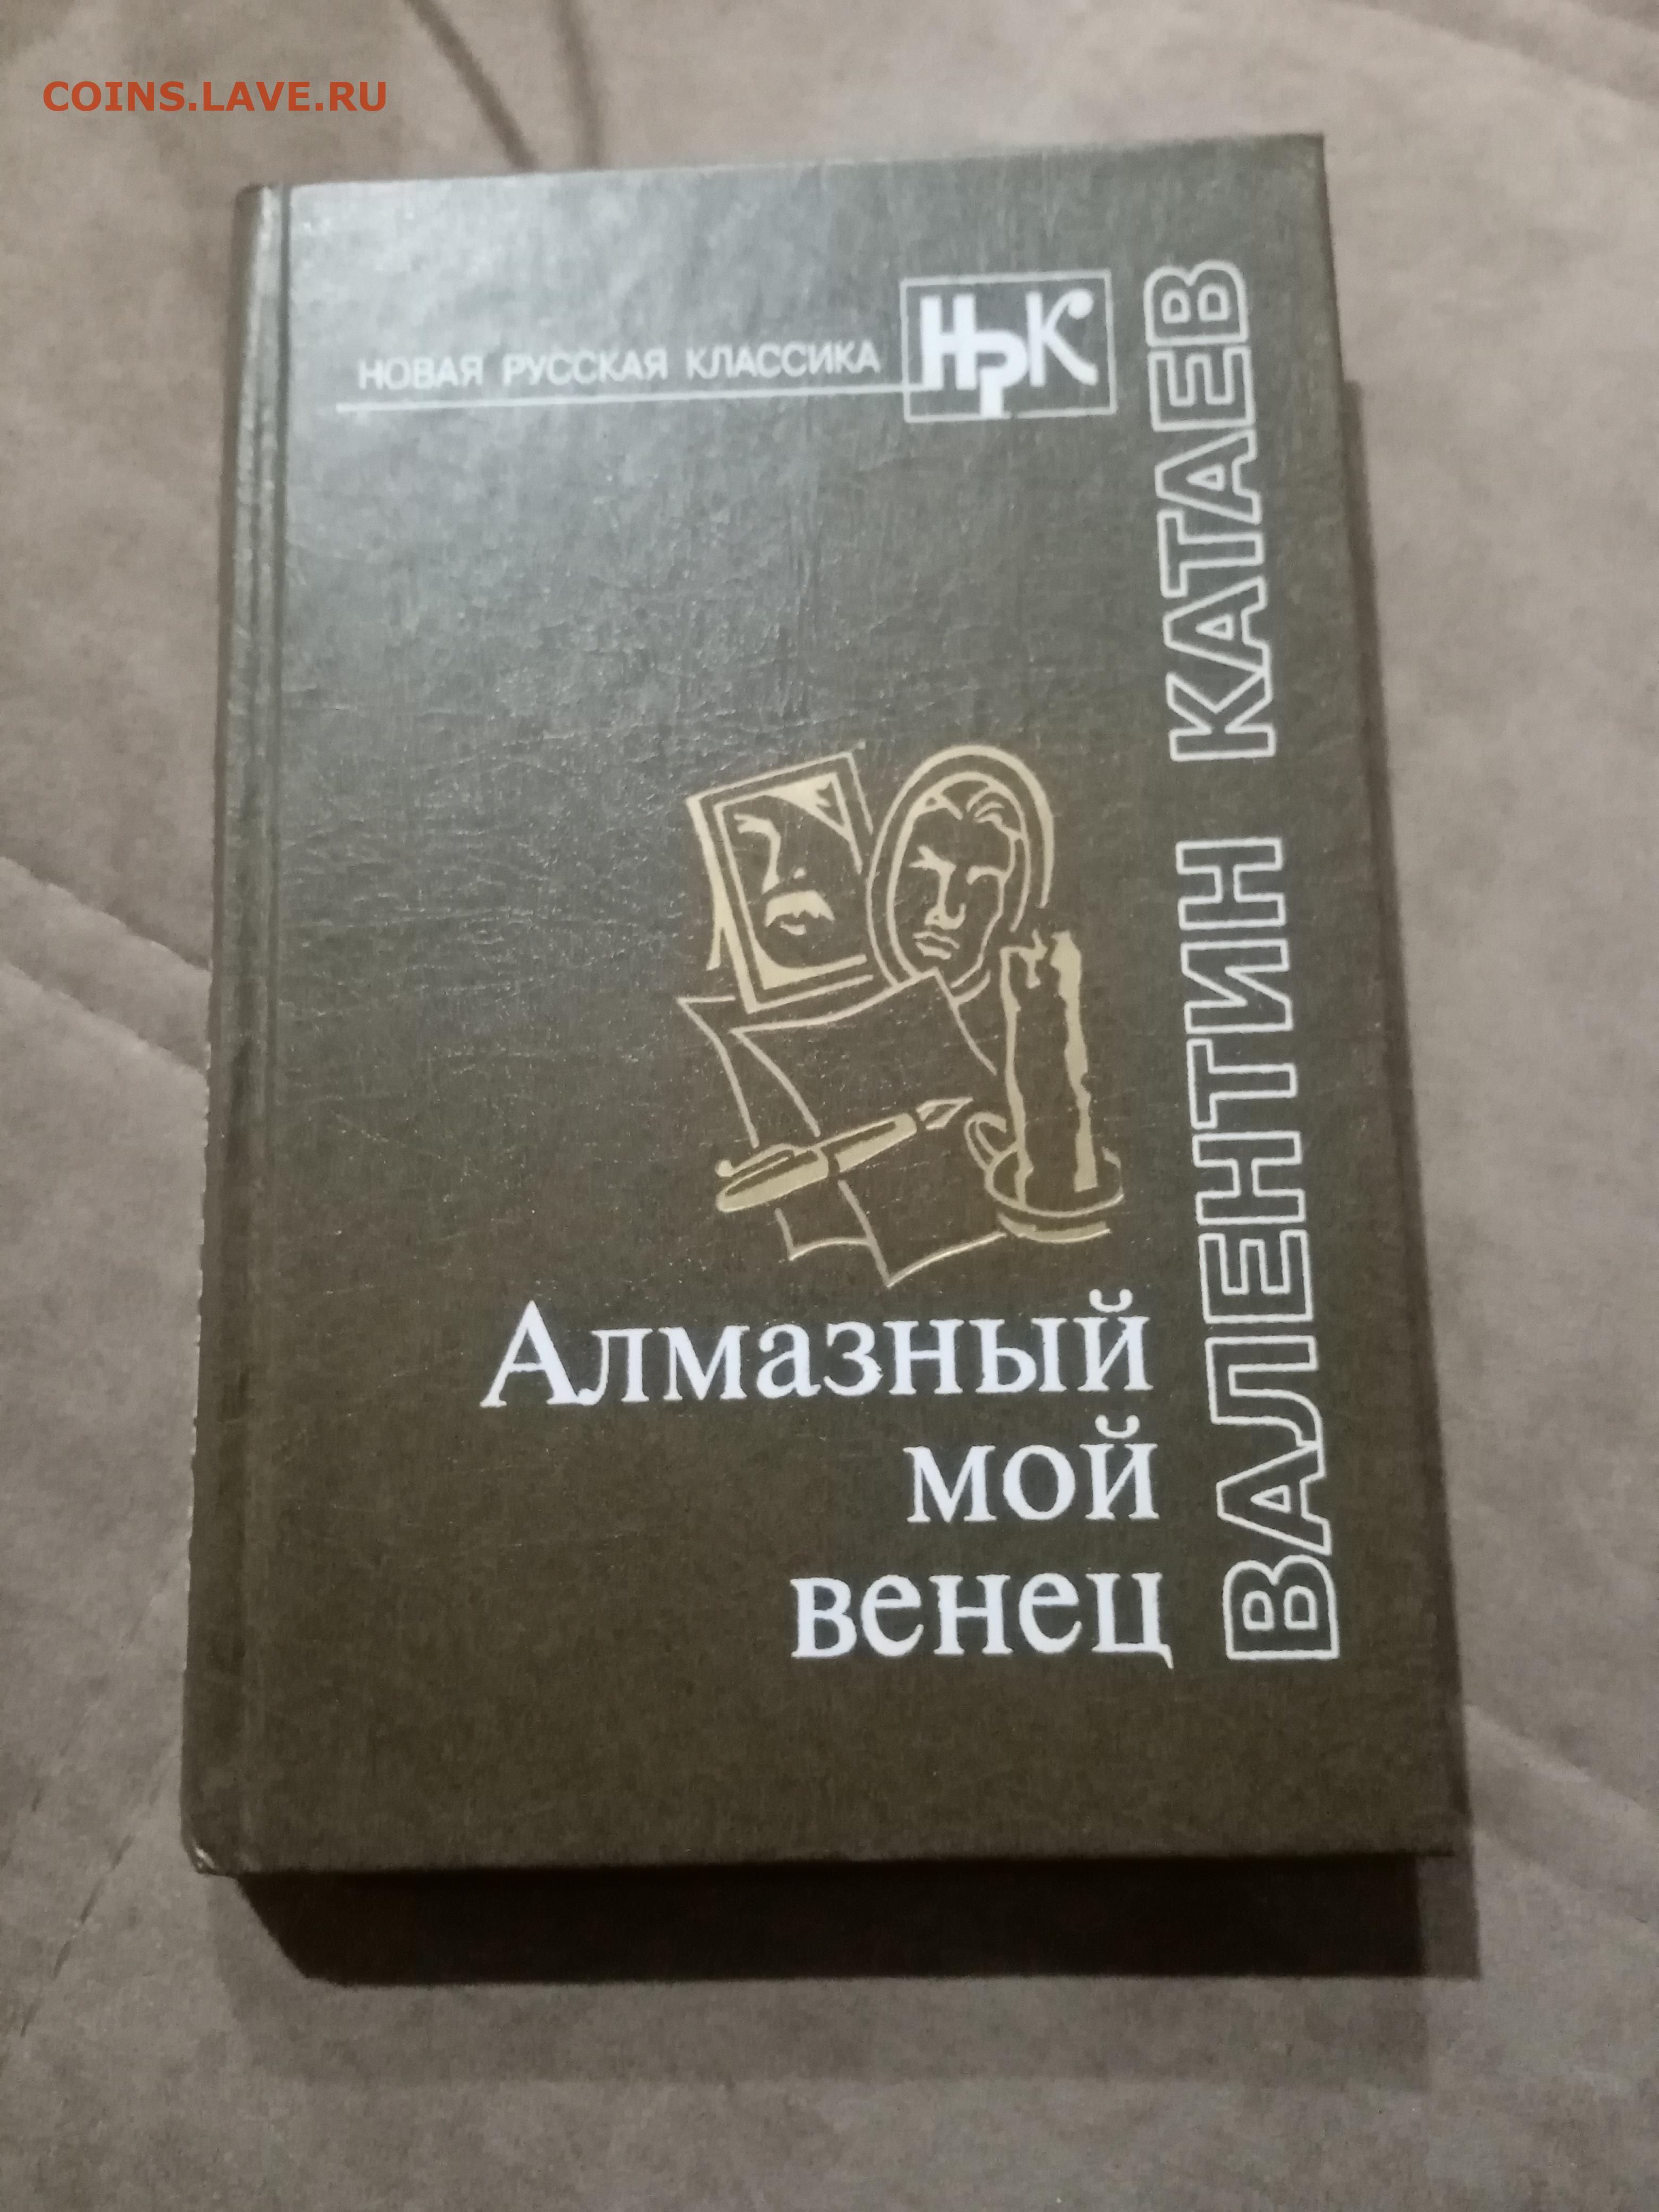 COINS.LAVE.RU
НОВАЯ РУССКАЯ КЛАССИКА
НРК
ВАЛЕНТИН КАТАЕВ
Алмазный
мой
венец